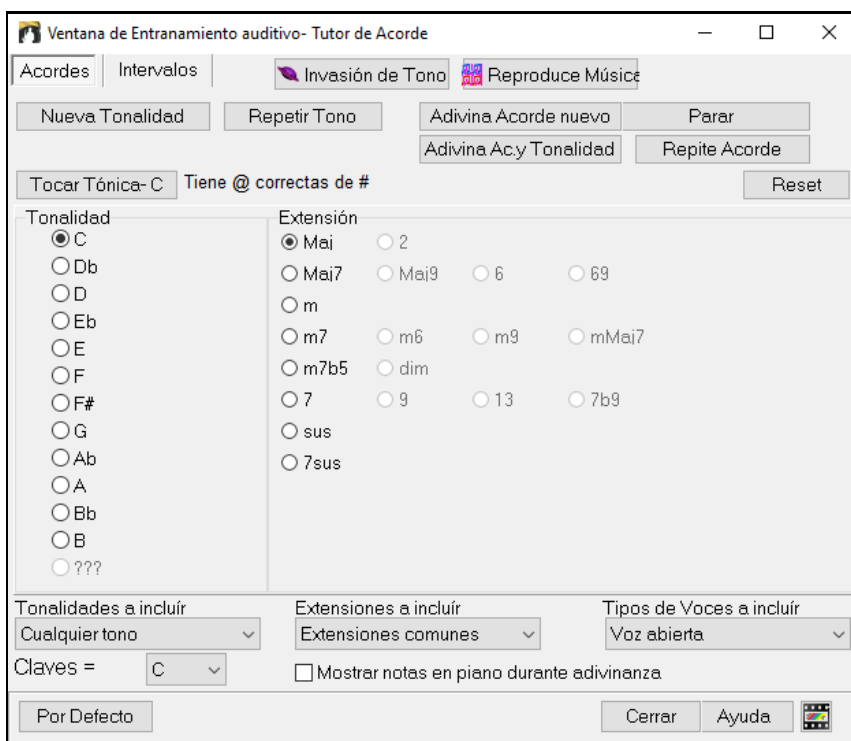 Ventana de Entranamiento auditivo- Tutor de Acorde
Acordes Intervalos Invasión de Tono Reproduce Música
Nueva Tonalidad Repetir Tono Adivina Acorde nuevo Parar
Adivina Ac.y Tonalidad Repite Acorde
Tocar Tónica- C Tiene @ correctas de # Reset
Tonalidad Extensión
C Maj 2
Db Maj7 Maj9 6 69
D m
Eb m7 m6 m9 mMaj7
E m7b5 dim
F 7 9 13 7b9
F# sus
G 7sus
Ab
A
Bb
B
???
Tonalidades a incluír Extensiones a incluír Tipos de Voces a incluír
Cualquier tono Extensiones comunes Voz abierta
Claves = C Mostrar notas en piano durante adivinanza
Por Defecto Cerrar Ayuda